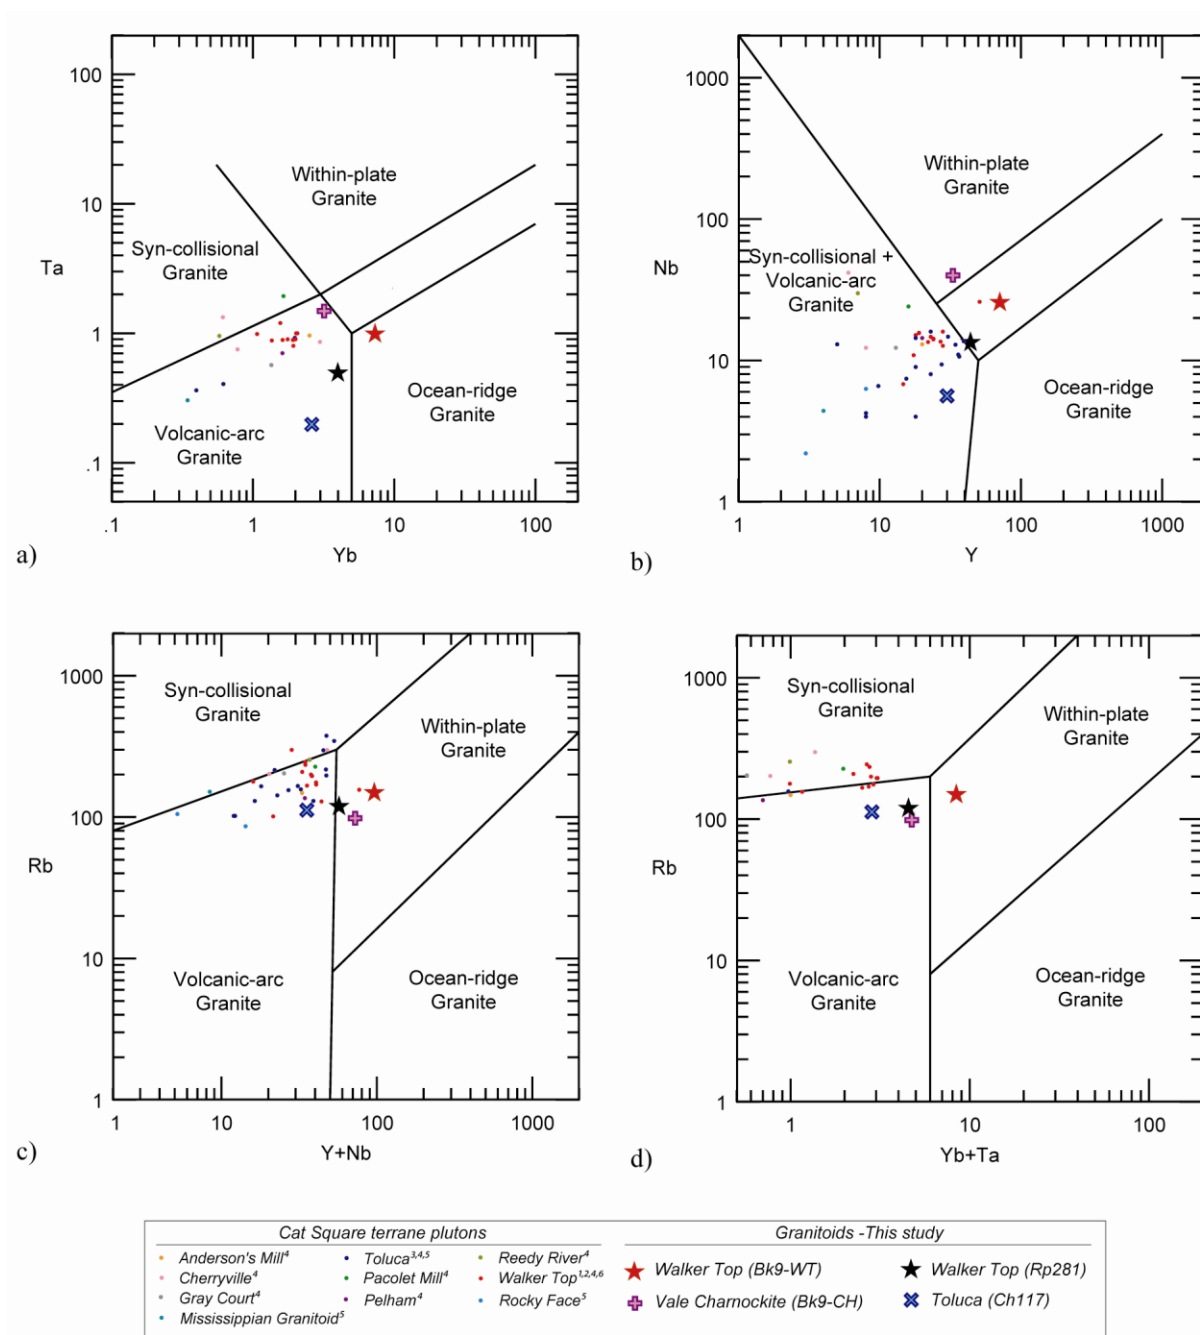 100
10
Ta
1
.1
Within-plate
Granite
Syn-collisional
Granite
Volcanic-arc
Granite
Ocean-ridge
Granite
.1
1
10
100
Yb
a)
1000
100
Nb
10
1
Within-plate
Granite
Syn-collisional +
Volcanic-arc
Granite
Ocean-ridge
Granite
1
10
100
1000
Y
b)
1000
100
Rb
10
1
Syn-collisional
Granite
Within-plate
Granite
Volcanic-arc
Granite
Ocean-ridge
Granite
1
10
100
1000
Y+Nb
c)
1000
100
Rb
10
1
Syn-collisional
Granite
Within-plate
Granite
Volcanic-arc
Granite
Ocean-ridge
Granite
1
10
100
Yb+Ta
d)
Cat Square terrane plutons
Anderson's Mill⁴
Cherryville⁴
Gray Court⁴
Mississippian Granitoid⁵
Toluca³,⁴,⁵
Pacolet Mill⁴
Pelham⁴
Reedy River⁴
Walker Top¹,²,⁴,⁶
Rocky Face⁵
Granitoids -This study
Walker Top (Bk9-WT)
Vale Charnockite (Bk9-CH)
Walker Top (Rp281)
Toluca (Ch117)